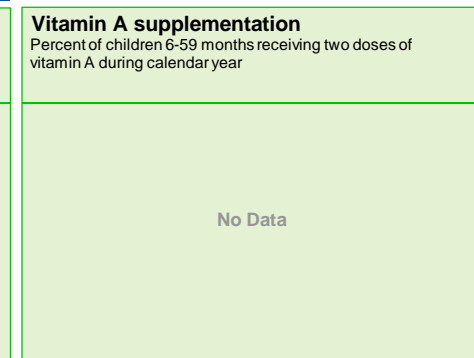 Vitamin A supplementation
Percent of children 6-59 months receiving two doses of
vitamin A during calendar year
No Data